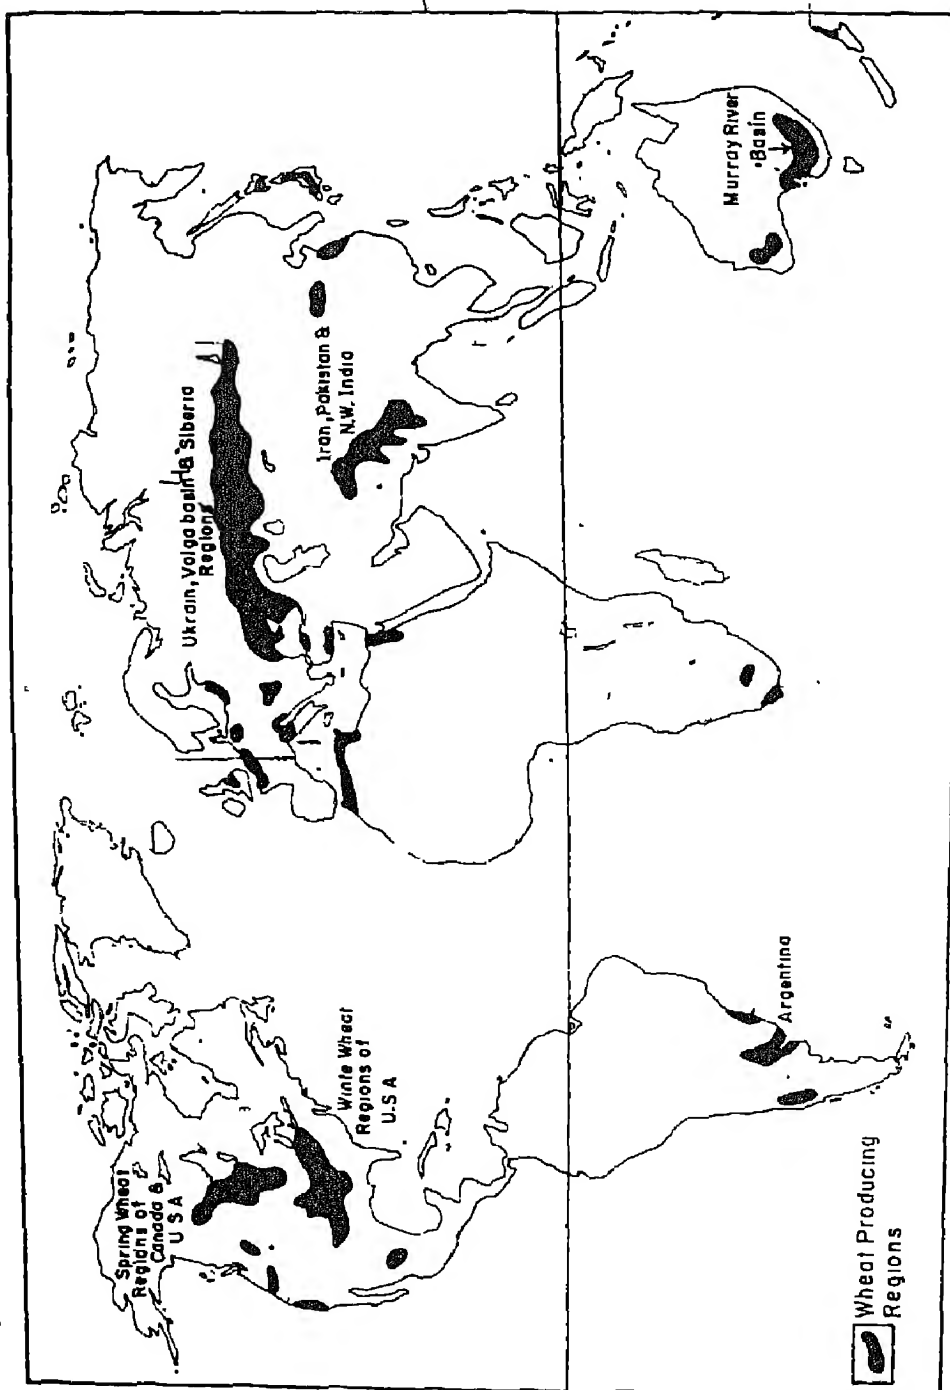 Spring Wheat
Regions of
Canada &
U S A
Winte Wheat
Regions of
U.S A
Ukrain, Volga basin & Siberia
Regions
Iran, Pakistan &
N.W. India
Murray River
Basin
Argentina
Wheat Producing
Regions